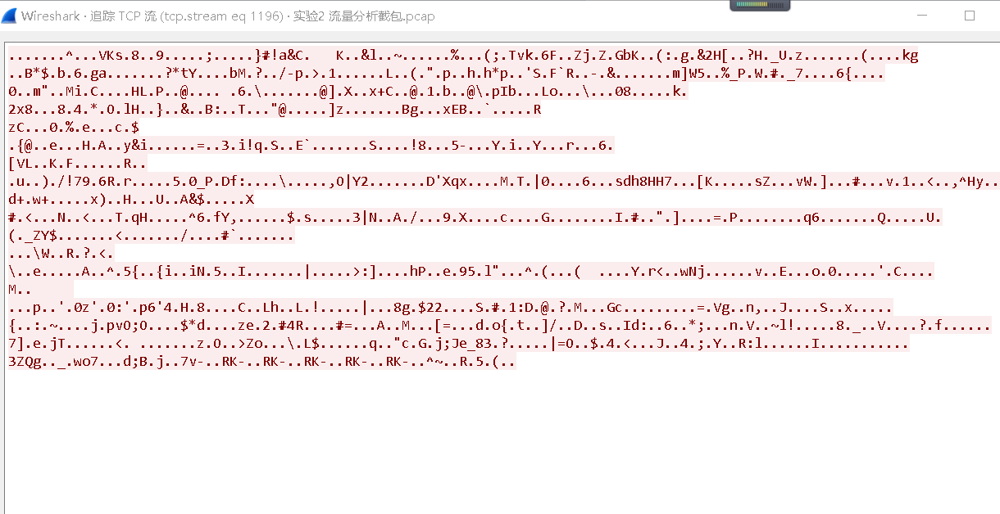 Wireshark · 追踪 TCP 流 (tcp.stream eq 1196) · 实验2 流量分析截包.pcap
.......^...VKs.8..9.....;.....}#!a&C.   K..&l..~......%...(;.Tvk.6F..Zj.Z.GbK..(:.g.&2H[..?H._U.z.......(....kg
..B*$.b.6.ga.......?*tY....bM.?../-p.>.1......L..(.".p..h.h*p..'S.F`R..-.&.......m]W5..%_P.W.#._7....6{....
0..m"..Mi.C....HL.P..@.... .6.\.......@].X..x+C..@.1.b..@\.pIb...Lo...\...08.....k.
2x8...8.4.*.O.lH..}..&..B:..T..."@.....]z.......Bg...xEB..`.....R
zC...0.%.e...c.$
.{@..e...H.A..y&i......=..3.i!q.S..E`.......S....!8...5-...Y.i..Y...r...6.
[VL..K.F......R..
.u..)./!79.6R.r.....5.0_P.Df:....\.....,O|Y2.......D'Xqx....M.T.|0....6...sdh8HH7...[K.....sZ...vW.]...#...v.1..<..,^Hy..
d+.w+.....x)..H...U..A&$.....X
#.<...N..<...T.qH.....^6.fY,......$.s.....3|N..A./...9.X....c....G........I.#..".]....=.P........q6.......Q.....U.
(._ZY$.......<......./....#`.......
...\W..R.?.<.
\..e.....A..^.5{..{i..iN.5..I.......|.....>:]....hP..e.95.l"...^.(...(  ....Y.r<..wNj......v..E...o.0.....'.C....
M..
...p..'.0z'.0:'.p6'4.H.8....C..Lh..L.!.....|...8g.$22....S.#.1:D.@.?.M...Gc.........=.Vg..n,..J....S..x.....
{..:.~....j.pvO;O....$*d....ze.2.#4R....#=...A..M...[=...d.o{.t..]/..D..s..Id:..6..*;...n.V..~l!.....8._..V....?.f......
7].e.jT......<. .......z.O..>Zo...\.L$......q.."c.G.j;Je_83.?.....|=O..$.4.<...J..4.;.Y..R:l......I...........
3ZQg.._.wo7...d;B.j..7v-..RK-..RK-..RK-..RK-..RK-..^~..R.5.(..